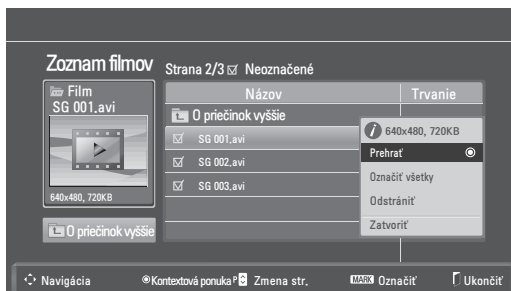 Zoznam filmov
Strana 2/3 Neoznačené
Film
SG 001.avi
640x480, 720KB
O priečinok vyššie
Názov Trvanie
O priečinok vyššie
SG 001.avi
SG 002.avi
SG 003.avi
640x480, 720KB
Prehrať
Označiť všetky
Odstrániť
Zatvoriť
Navigácia Kontextová ponuka P Zmena str. MARK Označiť Ukončiť